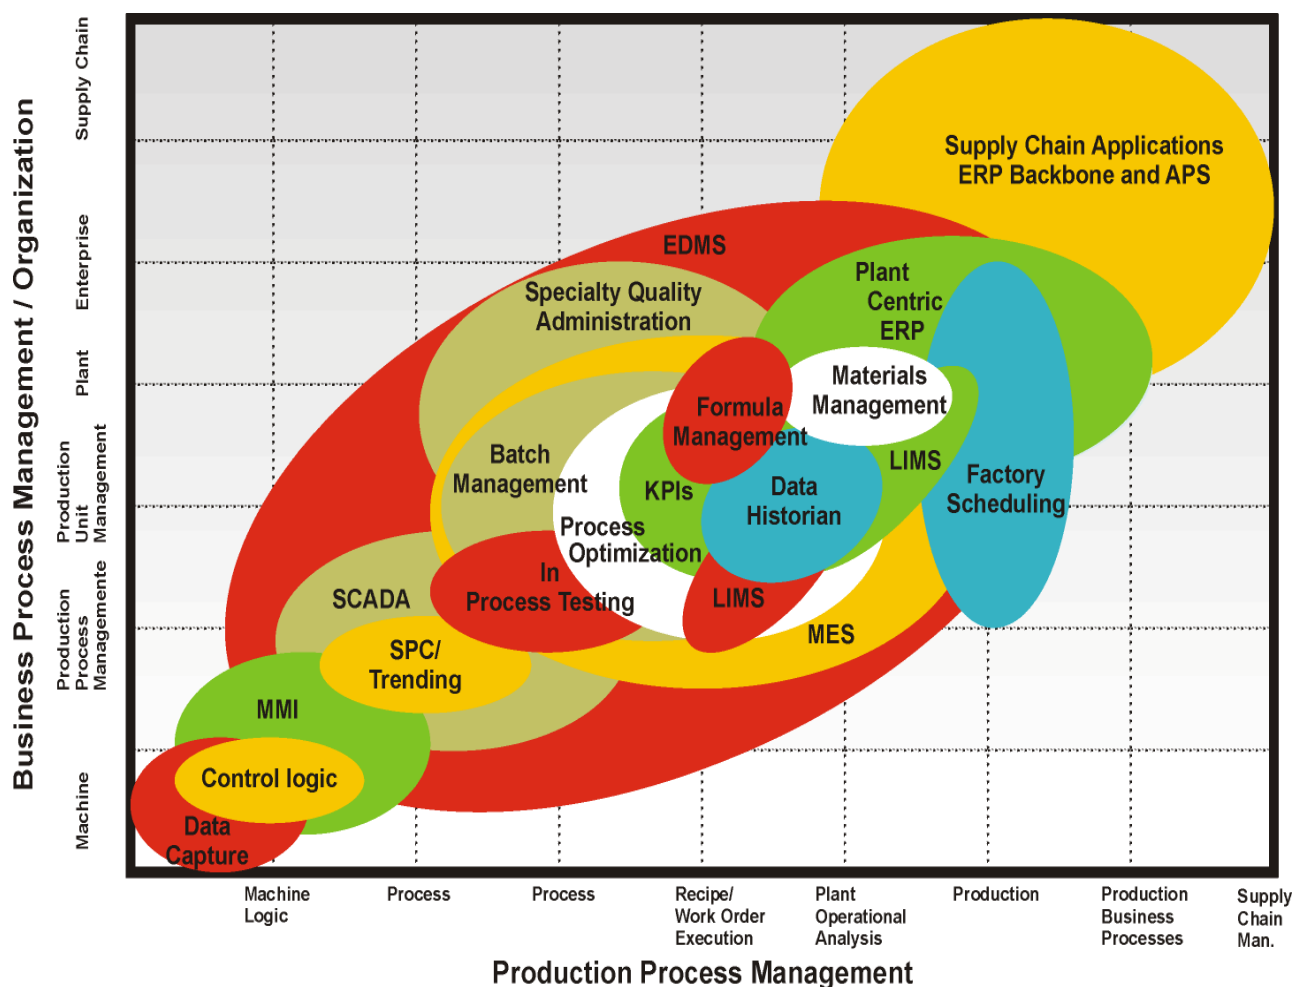 Supply Chain
Enterprise
Plant
Production
Unit
Management
Production
Process
Managemente
Machine
Business Process Management / Organization
Supply Chain Applications
ERP Backbone and APS
EDMS
Plant
Centric
ERP
Specialty Quality
Administration
Materials
Management
Formula
Management
Batch
Management
LIMS
Factory
Scheduling
KPIs
Data
Historian
Process
Optimization
In
Process Testing
SCADA
LIMS
MES
SPC/
Trending
MMI
Control logic
Data
Capture
Machine
Logic
Process
Process
Recipe/
Work Order
Execution
Plant
Operational
Analysis
Production
Production
Business
Processes
Supply
Chain
Man.
Production Process Management